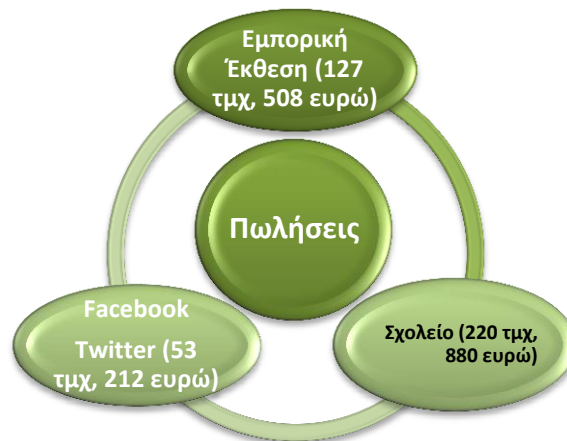 Εμπορική
Έκθεση (127
τμχ, 508 ευρώ)
Πωλήσεις
Facebook
Twitter (53
τμχ, 212 ευρώ)
Σχολείο (220 τμχ,
880 ευρώ)